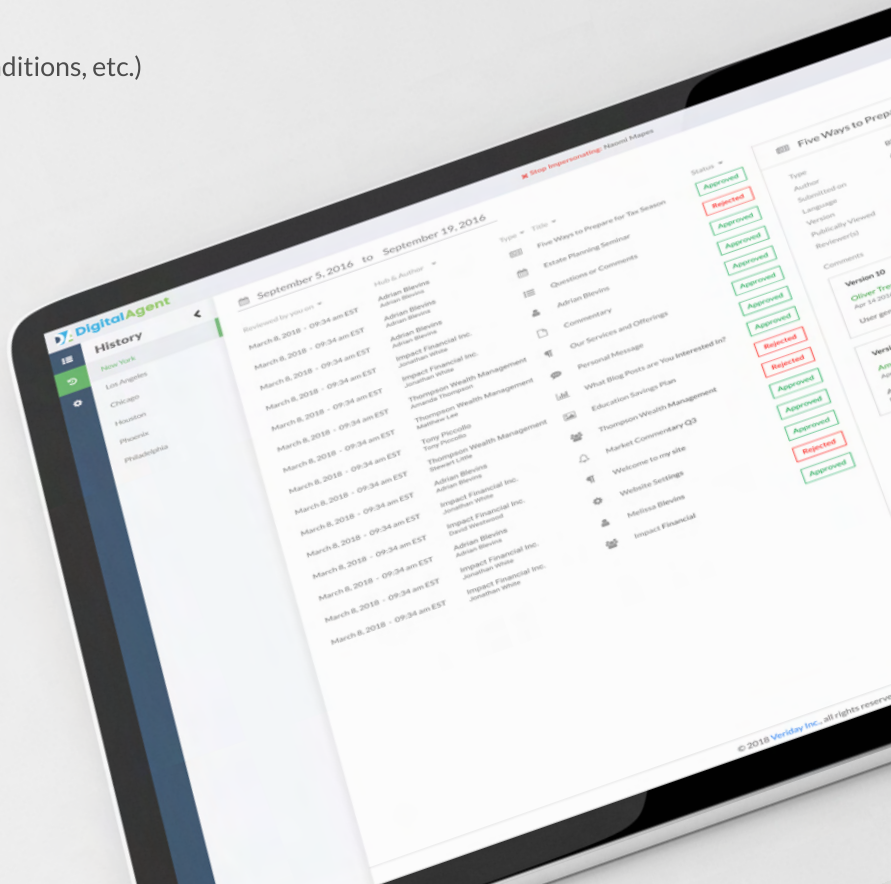 ditions, etc.)
✖ Stop Impersonating: Naomi Mapes
DigitalAgent
History
New York
Los Angeles
Chicago
Houston
Phoenix
Philadelphia
September 5, 2016 to September 19, 2016
Reviewed by you on Hub & Author Type Title Status
March 8, 2018 - 09:34 am EST Adrian Blevins Five Ways to Prepare for Tax Season Approved
Adrian Blevins
March 8, 2018 - 09:34 am EST Adrian Blevins Estate Planning Seminar Rejected
Adrian Blevins
March 8, 2018 - 09:34 am EST Adrian Blevins Questions or Comments Approved
Adrian Blevins
March 8, 2018 - 09:34 am EST Impact Financial Inc. Adrian Blevins Approved
Jonathan White
March 8, 2018 - 09:34 am EST Impact Financial Inc. Commentary Approved
Jonathan White
March 8, 2018 - 09:34 am EST Thompson Wealth Management Our Services and Offerings Approved
Amanda Thompson
March 8, 2018 - 09:34 am EST Thompson Wealth Management Personal Message Approved
Matthew Lee
March 8, 2018 - 09:34 am EST Tony Piccollo What Blog Posts are You Interested In? Approved
Tony Piccollo
March 8, 2018 - 09:34 am EST Thompson Wealth Management Education Savings Plan Rejected
Stewart Little
March 8, 2018 - 09:34 am EST Adrian Blevins Thompson Wealth Management Rejected
Adrian Blevins
March 8, 2018 - 09:34 am EST Impact Financial Inc. Market Commentary Q3 Approved
Jonathan White
March 8, 2018 - 09:34 am EST Impact Financial Inc. Welcome to my site Approved
David Westwood
March 8, 2018 - 09:34 am EST Adrian Blevins Website Settings Approved
Adrian Blevins
March 8, 2018 - 09:34 am EST Impact Financial Inc. Melissa Blevins Rejected
Jonathan White
March 8, 2018 - 09:34 am EST Impact Financial Inc. Impact Financial Approved
Jonathan White
Five Ways to Prep
Type
Author
Submitted on
Language
Version
Publically Viewed
Reviewer(s)
Comments
Version 10
Oliver Tre
Apr 14 201
User gen
Versi
© 2018 Veriday Inc., all rights reserve